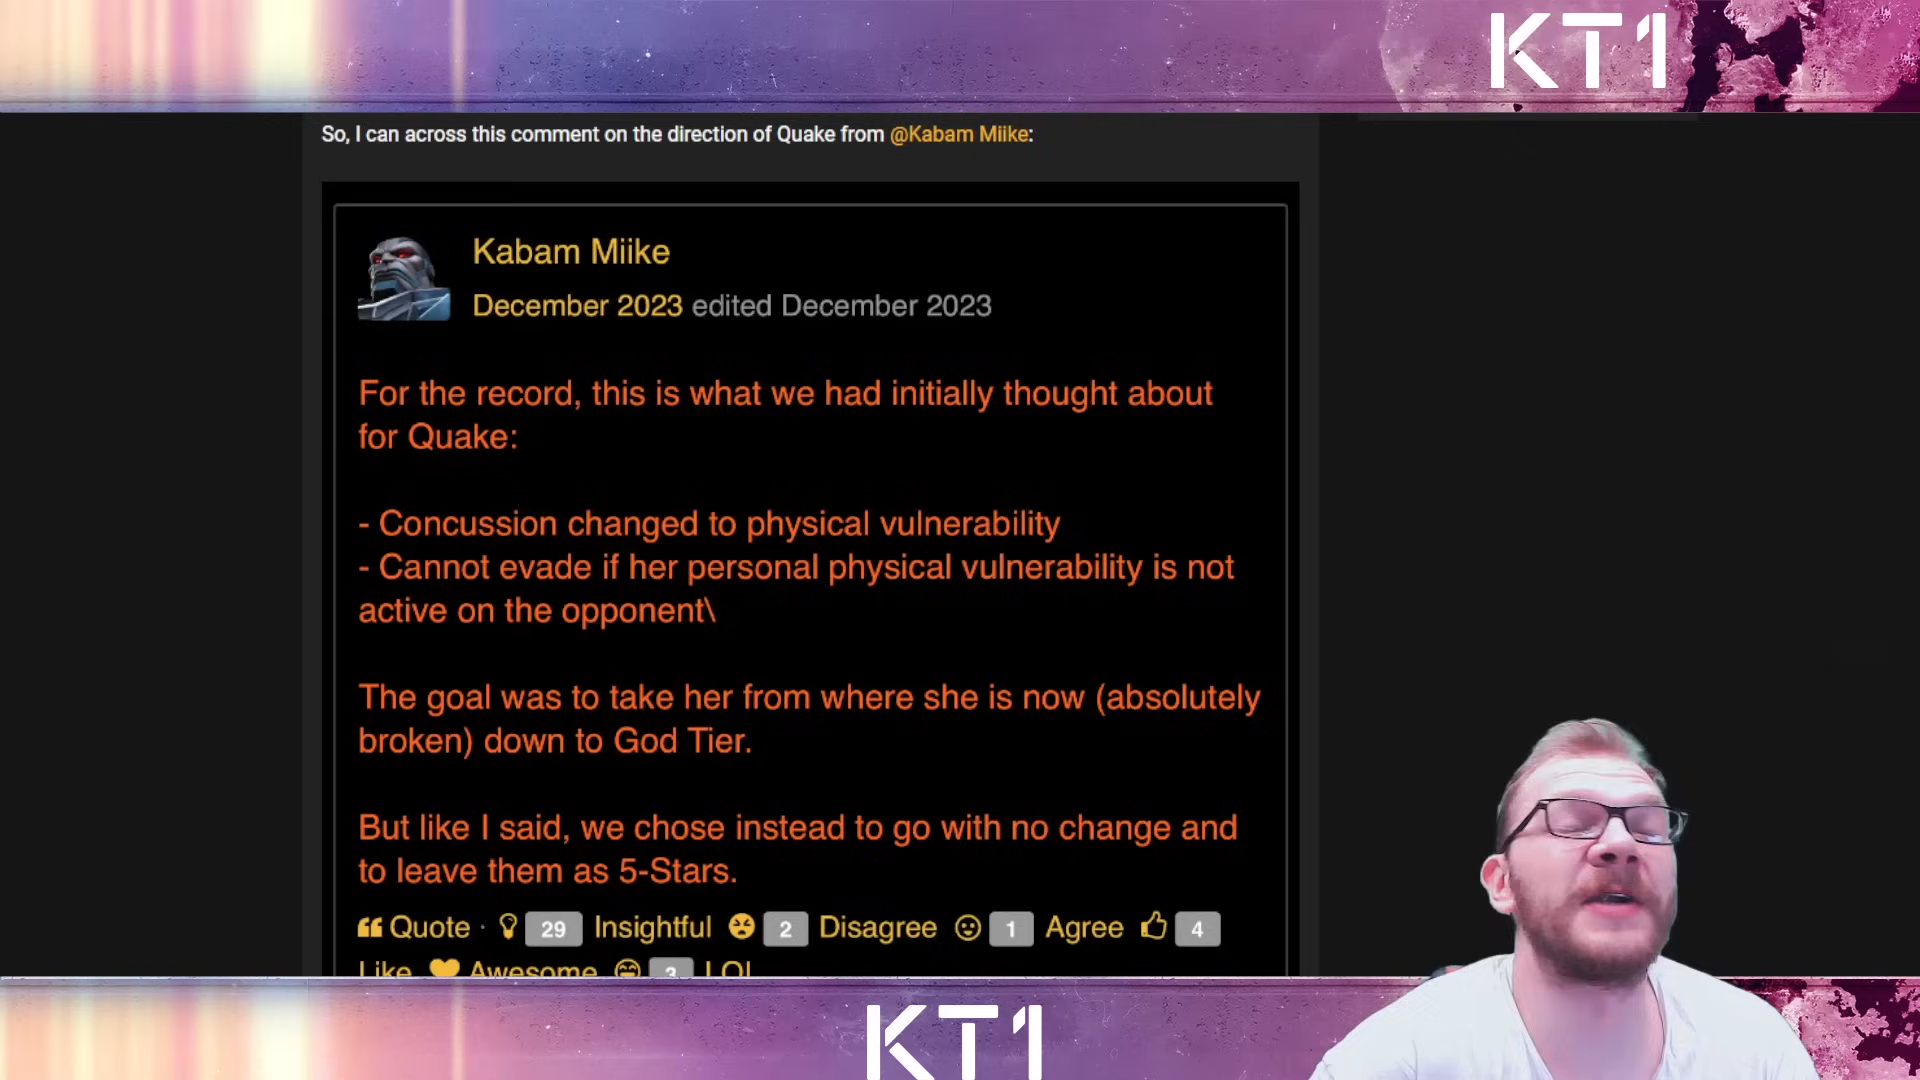 KT1
So, I can across this comment on the direction of Quake from @Kabam Miike:
Kabam Miike
December 2023 edited December 2023
For the record, this is what we had initially thought about
for Quake:
- Concussion changed to physical vulnerability
- Cannot evade if her personal physical vulnerability is not
active on the opponent\
The goal was to take her from where she is now (absolutely
broken) down to God Tier.
But like I said, we chose instead to go with no change and
to leave them as 5-Stars.
Quote · 29 Insightful 2 Disagree 1 Agree 4
Like Awesome 3 LOL
KT1